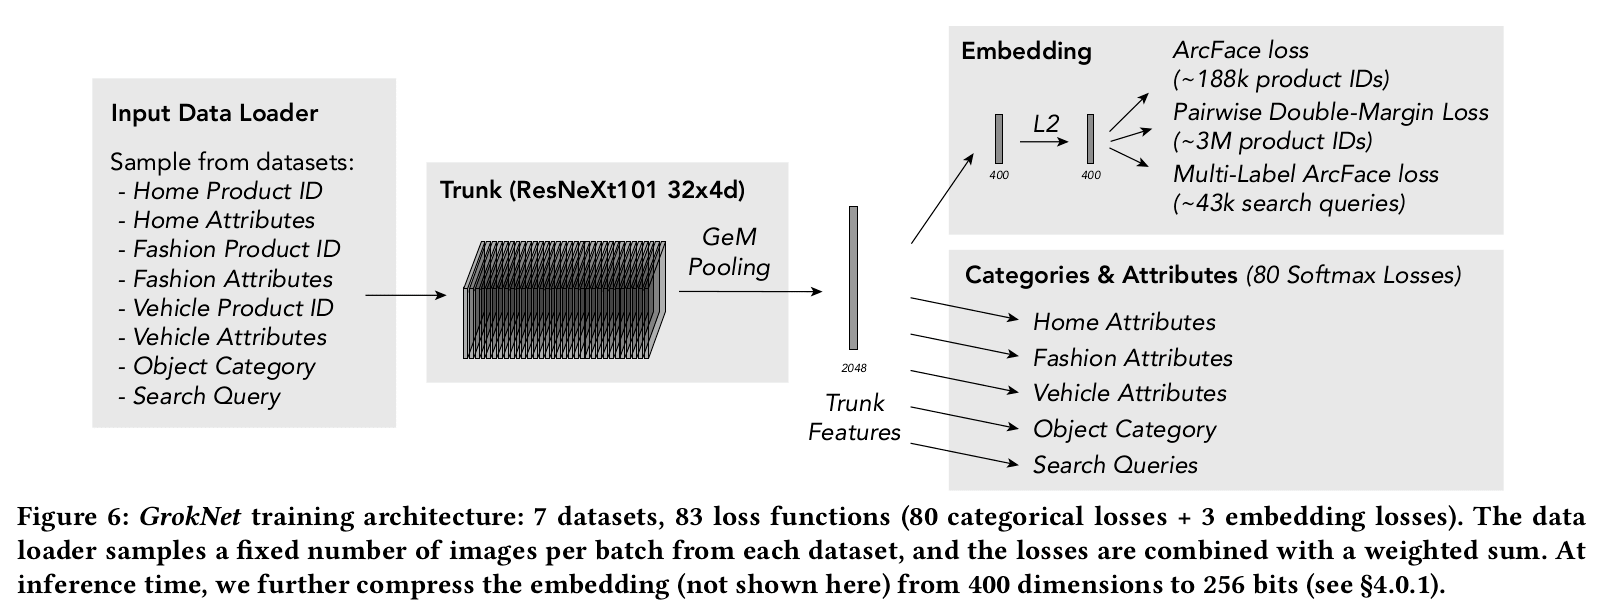 Input Data Loader
Sample from datasets:
- Home Product ID
- Home Attributes
- Fashion Product ID
- Fashion Attributes
- Vehicle Product ID
- Vehicle Attributes
- Object Category
- Search Query
Trunk (ResNeXt101 32x4d)
GeM
Pooling
2048
Trunk
Features
Embedding
400
L2
400
ArcFace loss
(~188k product IDs)
Pairwise Double-Margin Loss
(~3M product IDs)
Multi-Label ArcFace loss
(~43k search queries)
Categories & Attributes (80 Softmax Losses)
Home Attributes
Fashion Attributes
Vehicle Attributes
Object Category
Search Queries
Figure 6: GrokNet training architecture: 7 datasets, 83 loss functions (80 categorical losses + 3 embedding losses). The data
loader samples a fixed number of images per batch from each dataset, and the losses are combined with a weighted sum. At
inference time, we further compress the embedding (not shown here) from 400 dimensions to 256 bits (see §4.0.1).